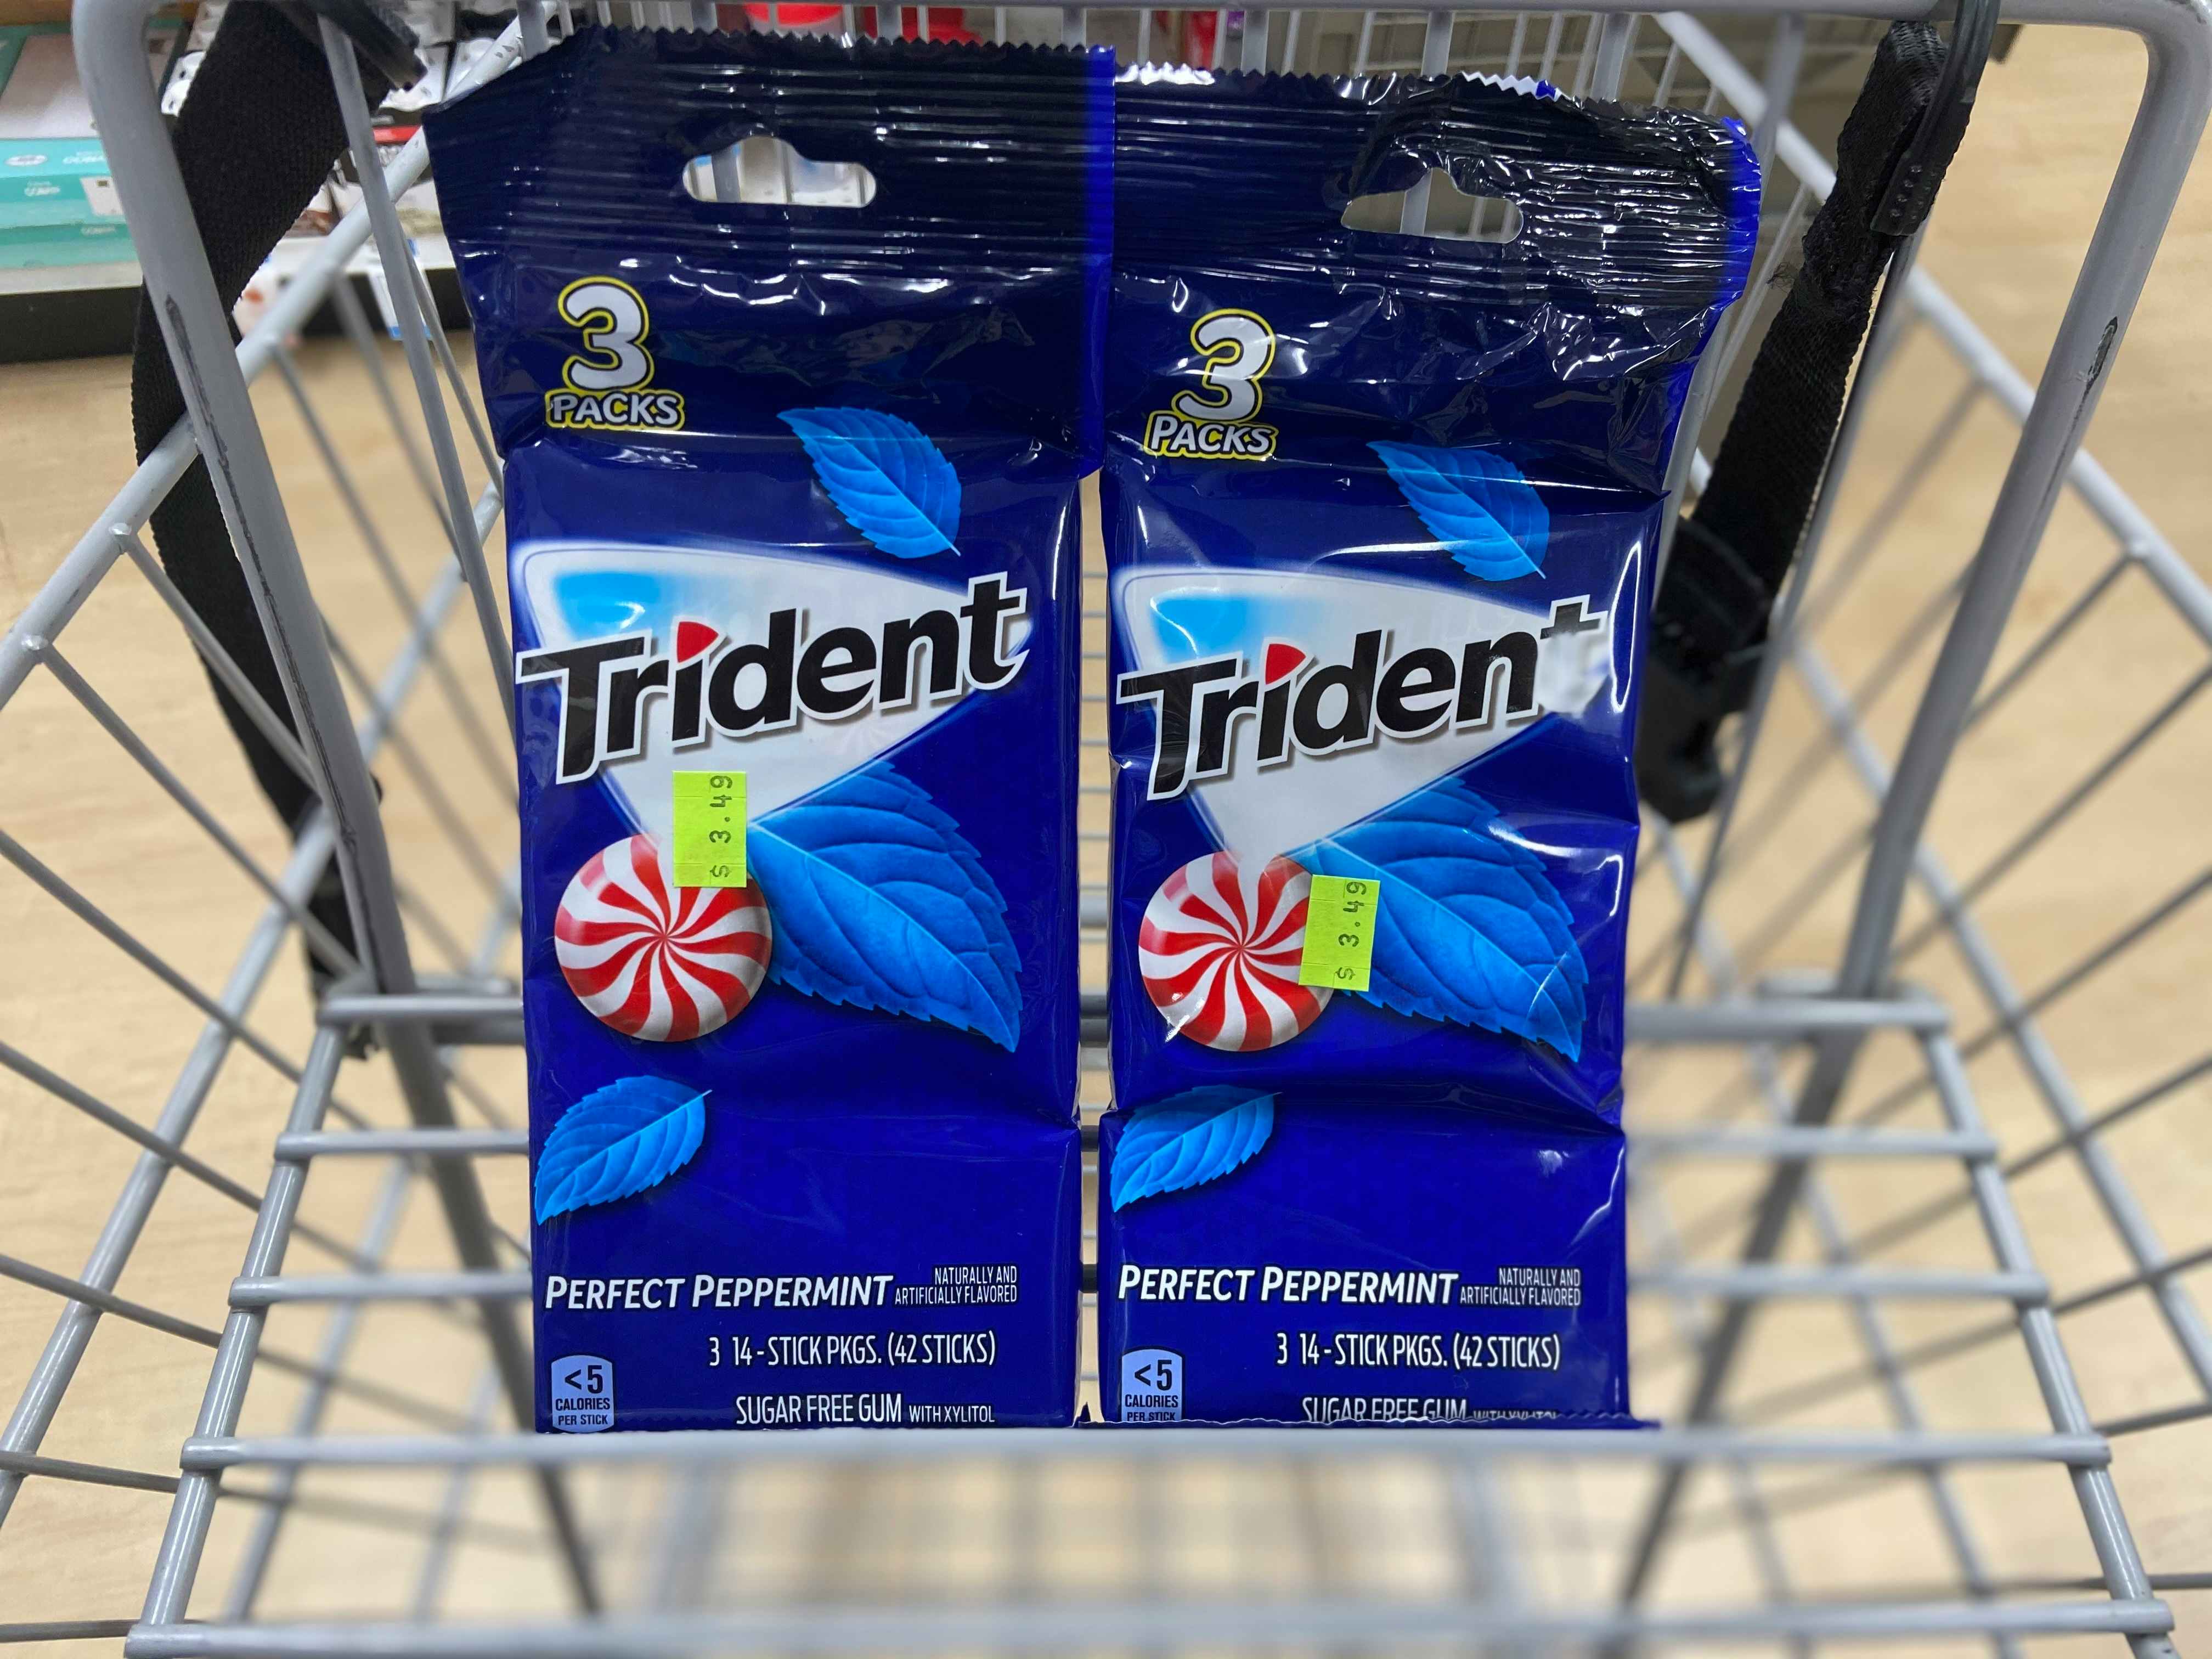 3
PACKS
Trident
$ 3.49
PERFECT PEPPERMINT
NATURALLY AND
ARTIFICIALLY FLAVORED
3 14-STICK PKGS. (42 STICKS)
<5
CALORIES
PER STICK
SUGAR FREE GUM WITH XYLITOL
3
PACKS
Trident
$ 3.49
PERFECT PEPPERMINT
NATURALLY AND
ARTIFICIALLY FLAVORED
3 14-STICK PKGS. (42 STICKS)
<5
CALORIES
PER STICK
SUGAR FREE GUM WITH XYLITOL